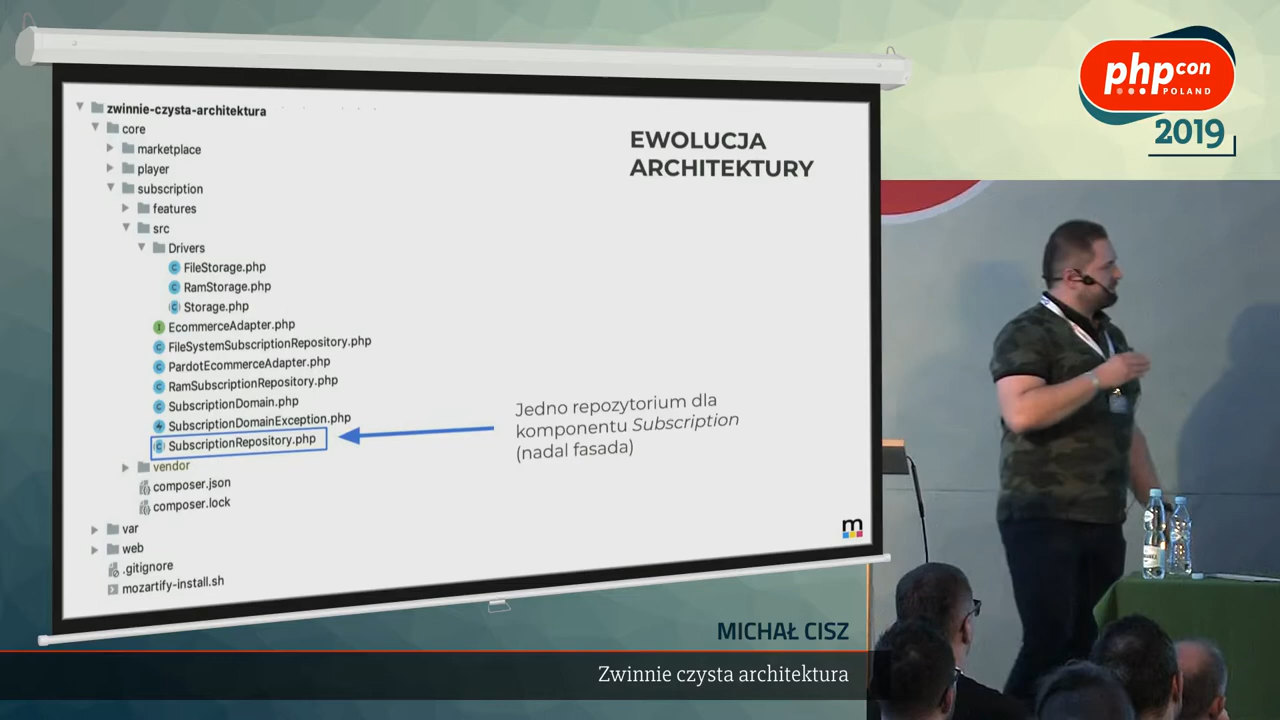 phpcon
POLAND
2019
zwinnie-czysta-architektura
core
marketplace
player
subscription
features
src
Drivers
FileStorage.php
RamStorage.php
Storage.php
EcommerceAdapter.php
FileSystemSubscriptionRepository.php
PardotEcommerceAdapter.php
RamSubscriptionRepository.php
SubscriptionDomain.php
SubscriptionDomainException.php
SubscriptionRepository.php
vendor
composer.json
composer.lock
var
web
.gitignore
mozartify-install.sh
EWOLUCJA
ARCHITEKTURY
Jedno repozytorium dla
komponentu Subscription
(nadal fasada)
m
MICHAŁ CISZ
Zwinnie czysta architektura